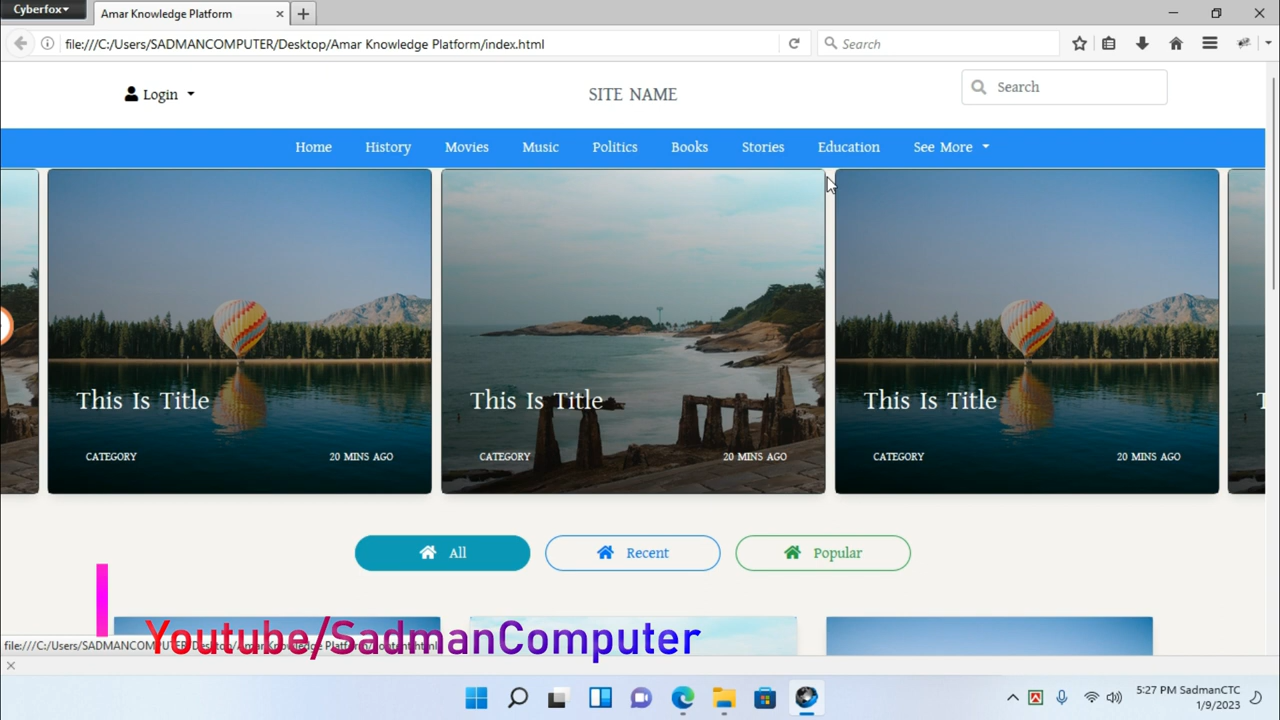 Cyberfox
Amar Knowledge Platform
file:///C:/Users/SADMANCOMPUTER/Desktop/Amar Knowledge Platform/index.html
Search
Login
SITE NAME
Search
Home History Movies Music Politics Books Stories Education See More
This Is Title
CATEGORY 20 MINS AGO
This Is Title
CATEGORY 20 MINS AGO
This Is Title
CATEGORY 20 MINS AGO
All
Recent
Popular
Youtube/SadmanComputer
5:27 PM SadmanCTC
1/9/2023